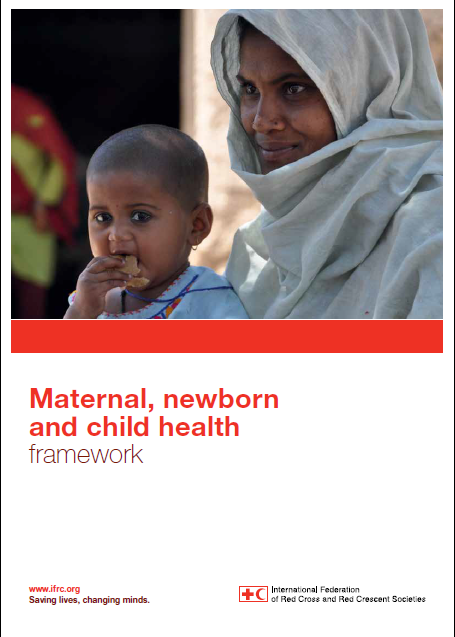 Maternal, newborn
and child health
framework
www.ifrc.org
Saving lives, changing minds.
International Federation
of Red Cross and Red Crescent Societies